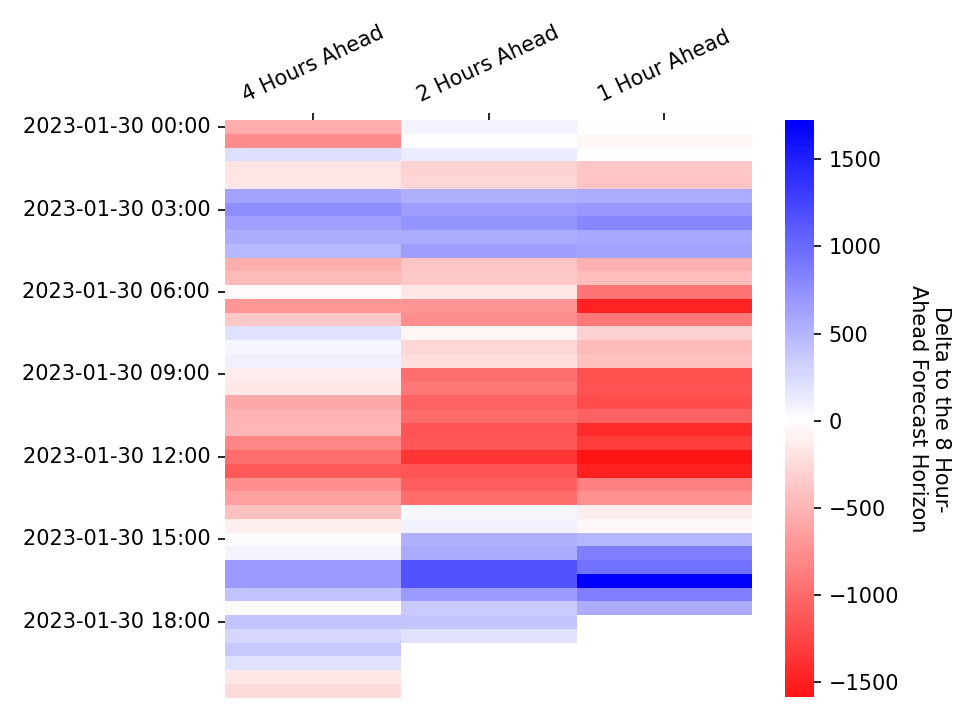 4 Hours Ahead
2 Hours Ahead
1 Hour Ahead
2023-01-30 00:00
2023-01-30 03:00
2023-01-30 06:00
2023-01-30 09:00
2023-01-30 12:00
2023-01-30 15:00
2023-01-30 18:00
1500
1000
500
0
−500
−1000
−1500
Delta to the 8 Hour-
Ahead Forecast Horizon